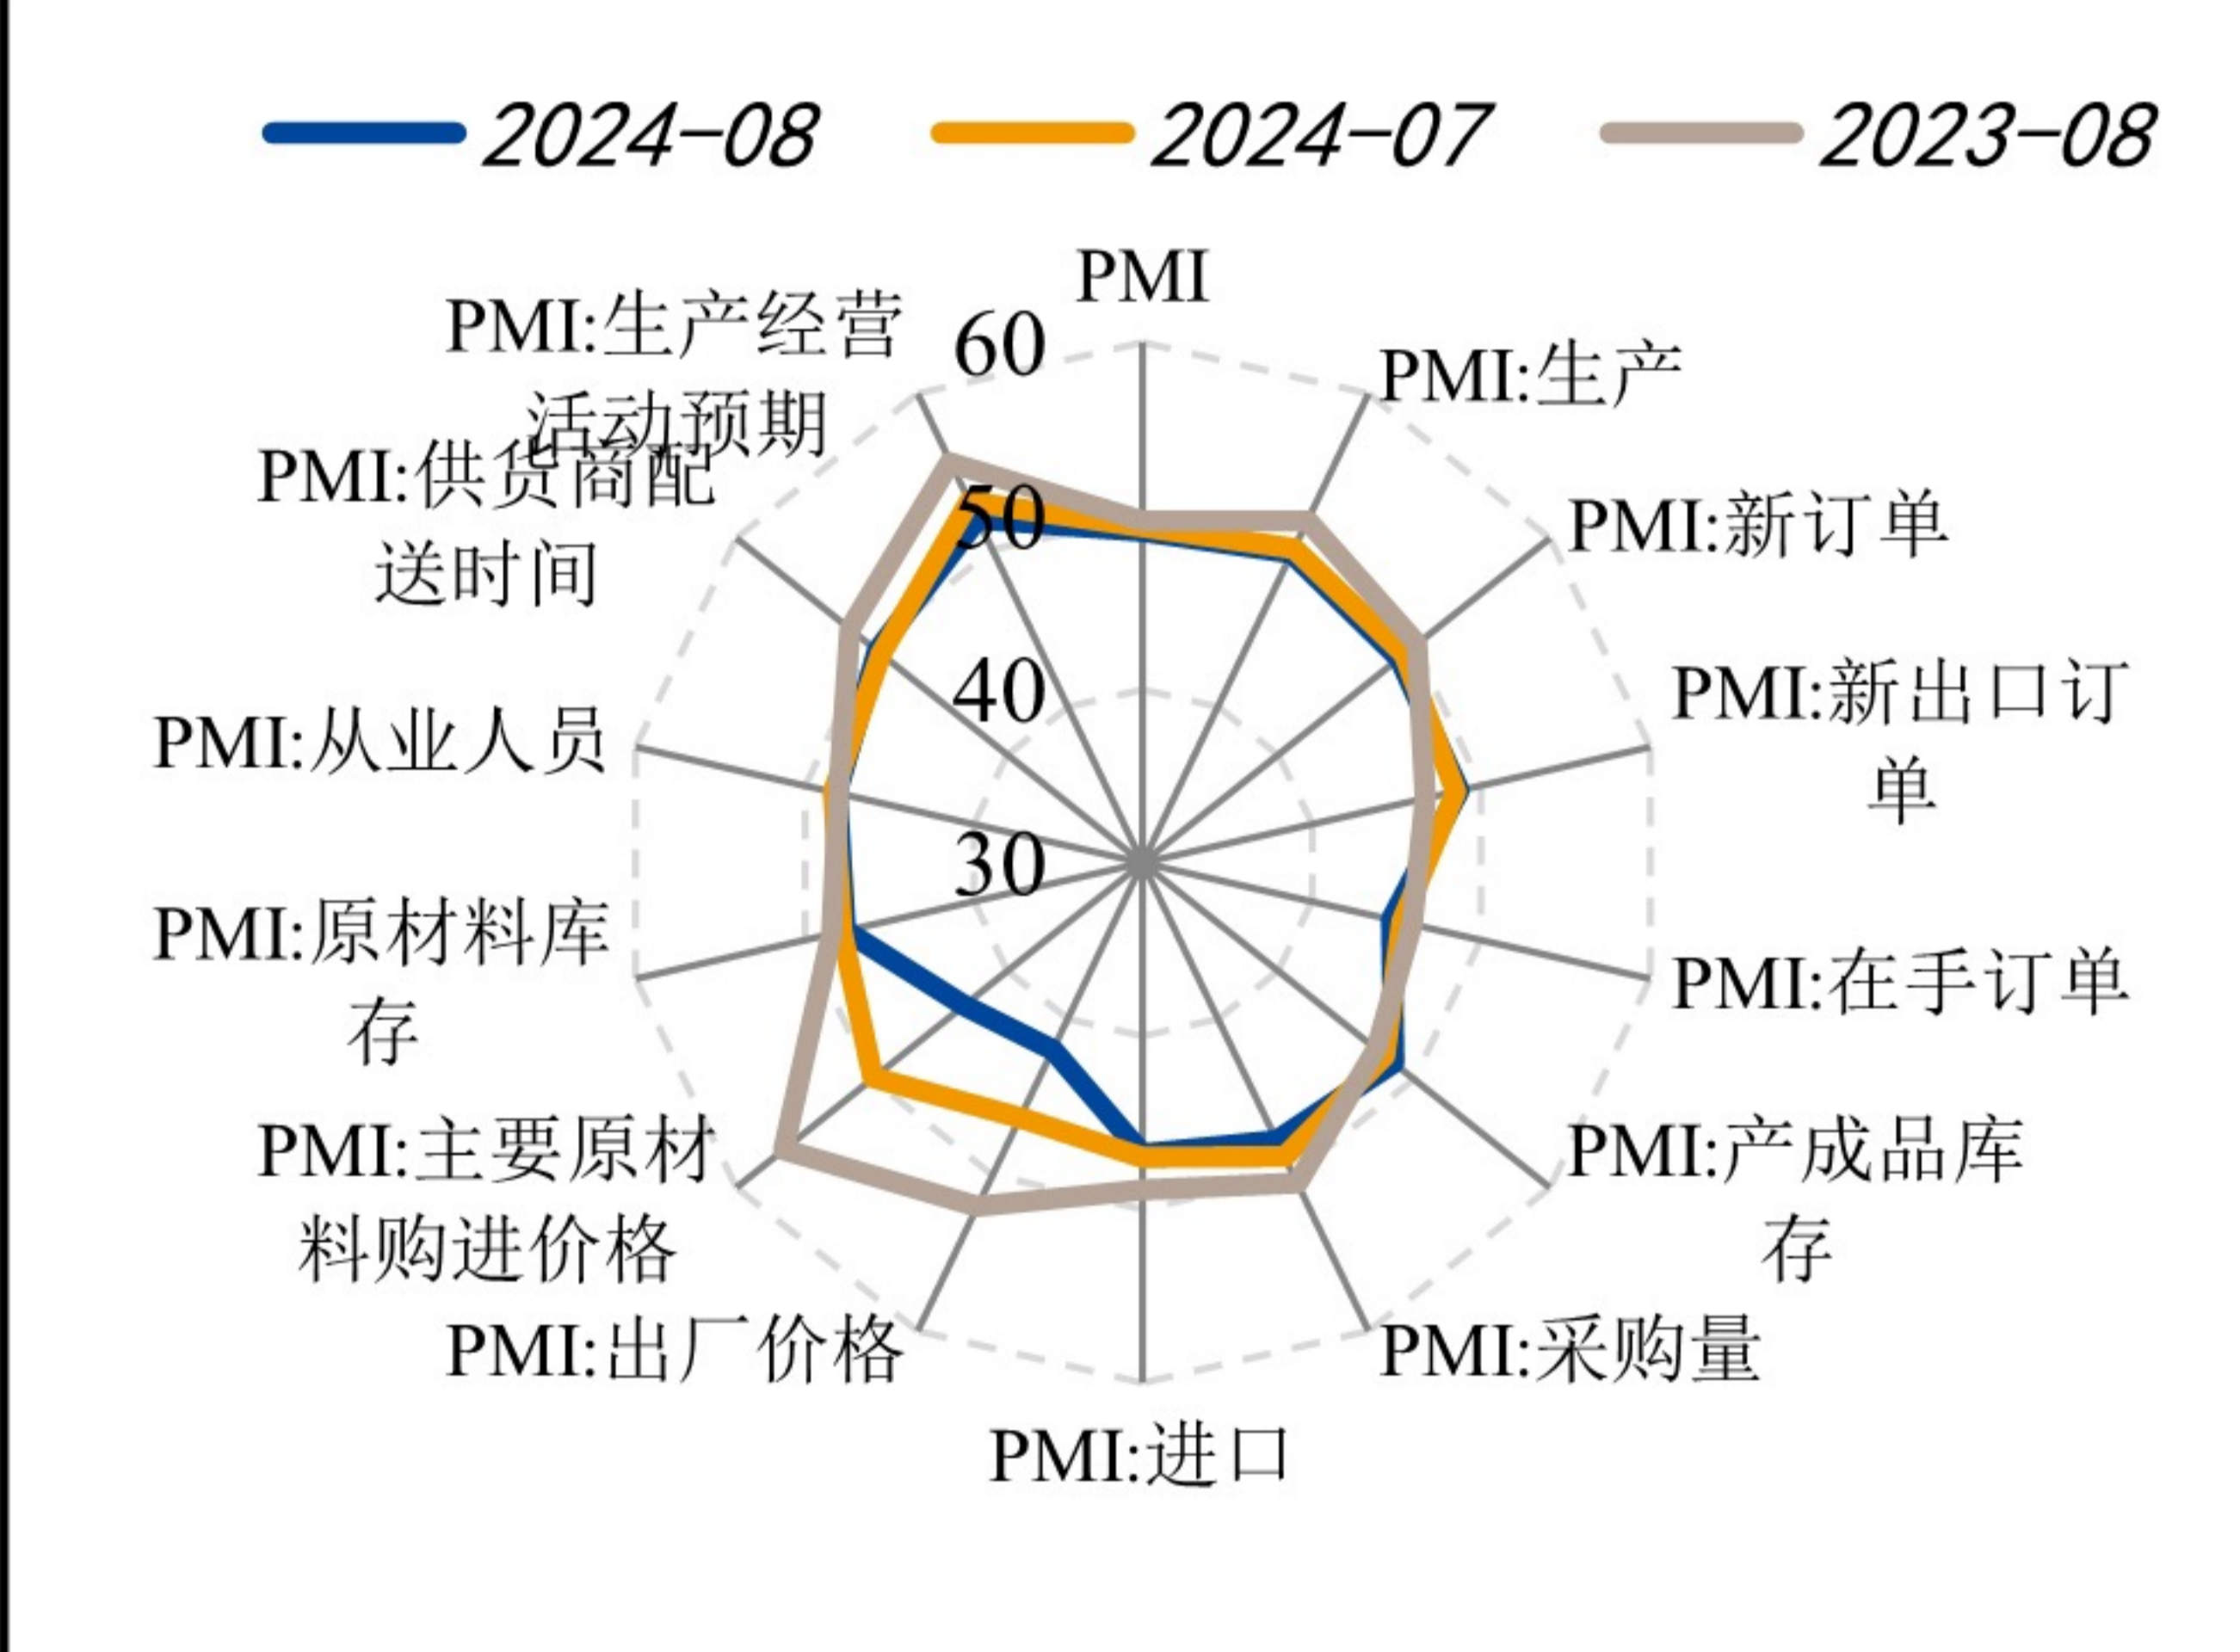 2024-08
2024-07
2023-08
PMI
PMI:生产
PMI:新订单
PMI:新出口订
单
PMI:在手订单
PMI:产成品库
存
PMI:采购量
PMI:进口
PMI:出厂价格
PMI:主要原材
料购进价格
PMI:原材料库
存
PMI:从业人员
PMI:供货商配
送时间
PMI:生产经营
活动预期
60
50
40
30